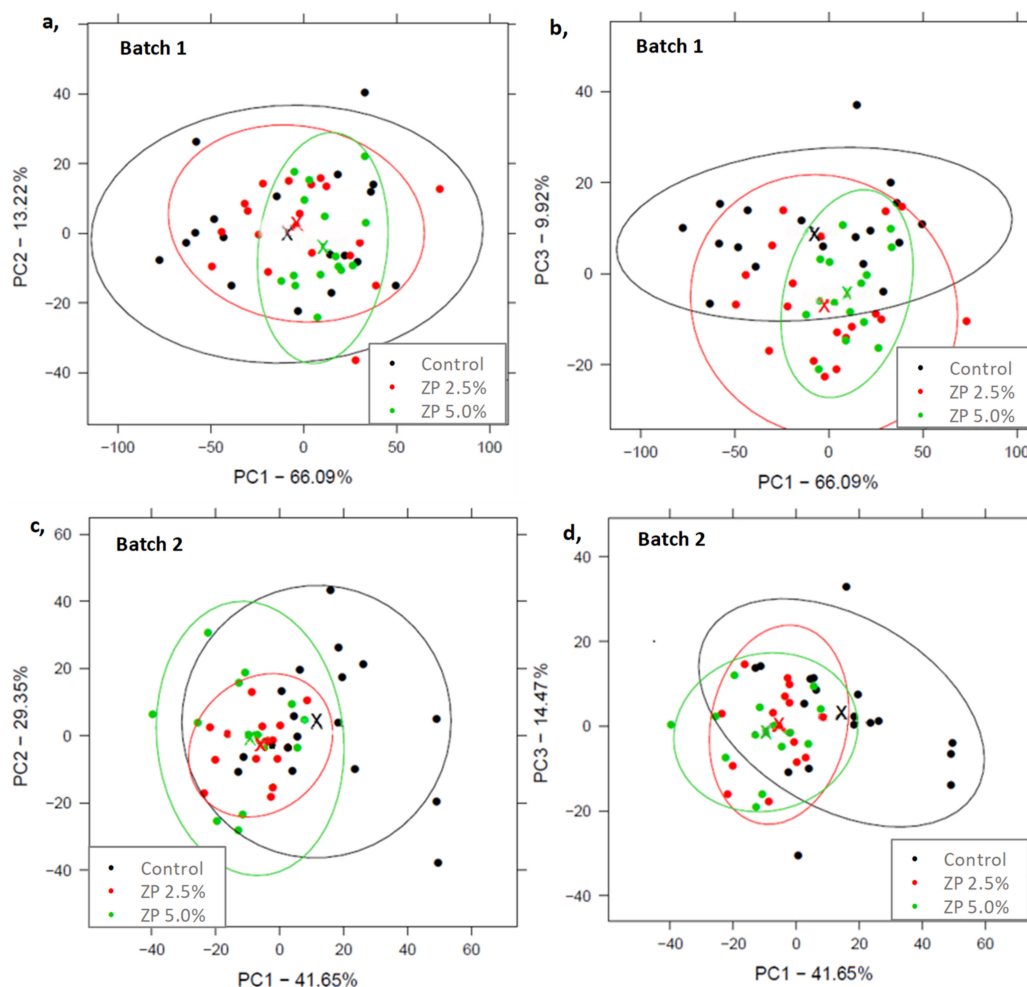 a,
Batch 1
PC2 − 13.22%
40
20
0
−20
−40
Control
ZP 2.5%
ZP 5.0%
−100
−50
0
50
100
PC1 − 66.09%
b,
Batch 1
PC3 − 9.92%
40
20
0
−20
Control
ZP 2.5%
ZP 5.0%
−100
−50
0
50
100
PC1 − 66.09%
c,
Batch 2
PC2 − 29.35%
60
40
20
0
−20
−40
Control
ZP 2.5%
ZP 5.0%
−40
−20
0
20
40
60
PC1 − 41.65%
d,
Batch 2
PC3 − 14.47%
40
20
0
−20
−40
Control
ZP 2.5%
ZP 5.0%
−40
−20
0
20
40
60
PC1 − 41.65%